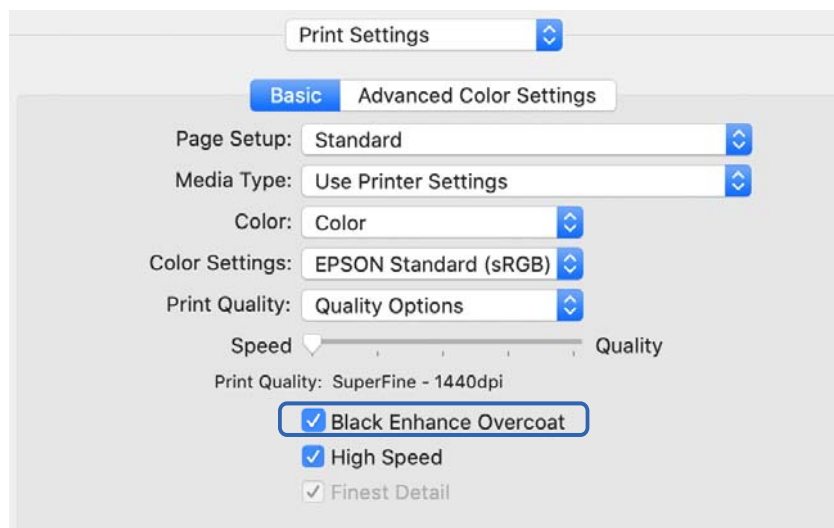 Print Settings
Basic Advanced Color Settings
Page Setup: Standard
Media Type: Use Printer Settings
Color: Color
Color Settings: EPSON Standard (sRGB)
Print Quality: Quality Options
Speed Quality
Print Quality: SuperFine - 1440dpi
Black Enhance Overcoat
High Speed
Finest Detail